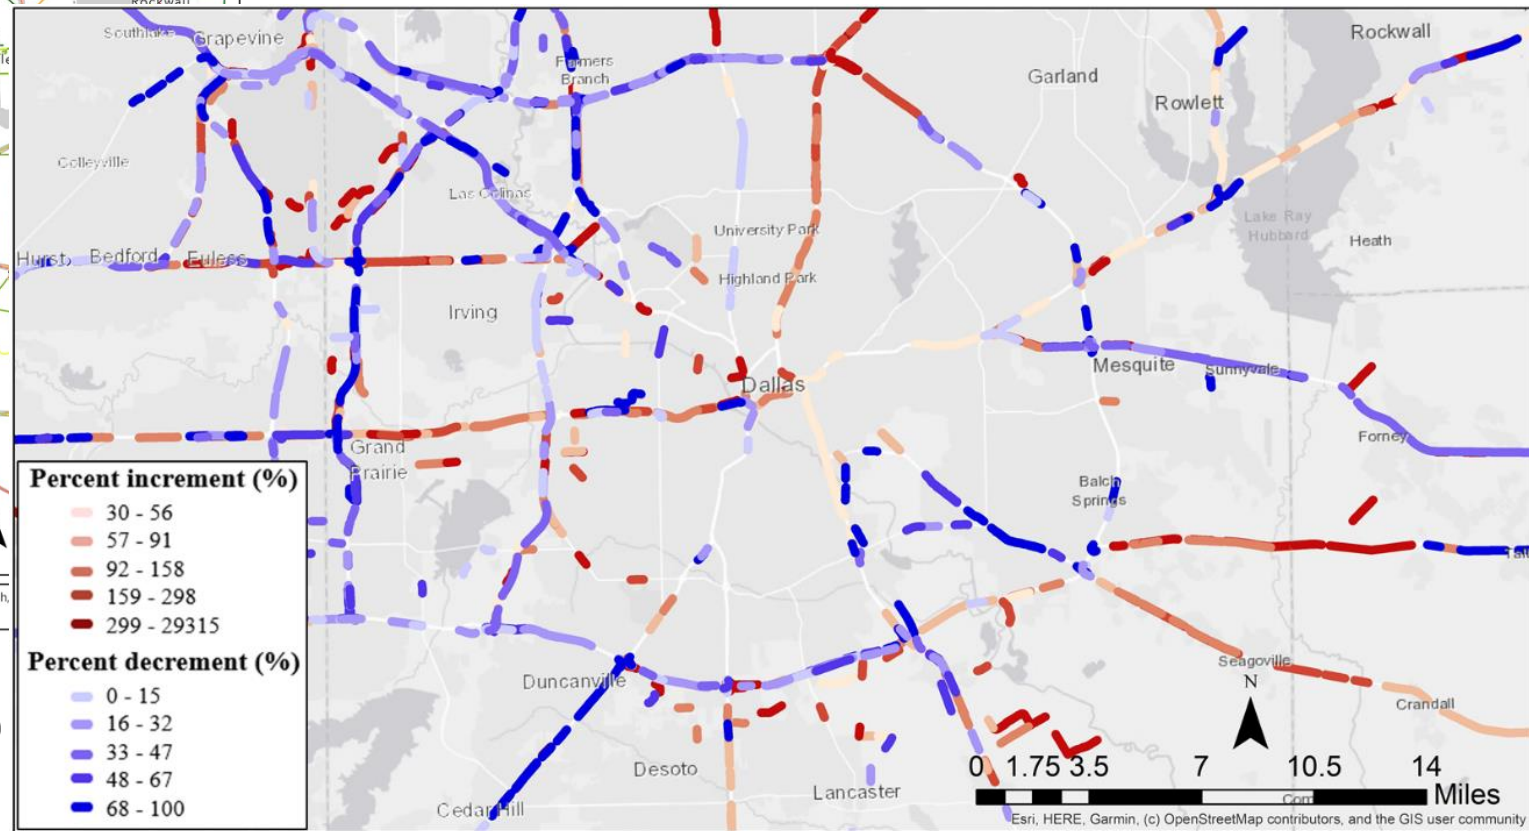 Rockwall
Southlake
Grapevine
Farmers
Branch
Rockwall
Garland
Rowlett
Colleyville
Las Colinas
University Park
Lake Ray
Hubbard
Heath
Hurst
Bedford
Euless
Highland Park
Irving
Mesquite
Sunnyvale
Dallas
Forney
Grand
Prairie
Balch
Springs
Percent increment (%)
30 - 56
57 - 91
92 - 158
159 - 298
299 - 29315
Percent decrement (%)
0 - 15
16 - 32
33 - 47
48 - 67
68 - 100
Seagoville
N
Duncanville
Crandall
Desoto
Lancaster
Cedar Hill
0 1.75 3.5 7 10.5 14
Miles
Esri, HERE, Garmin, (c) OpenStreetMap contributors, and the GIS user community